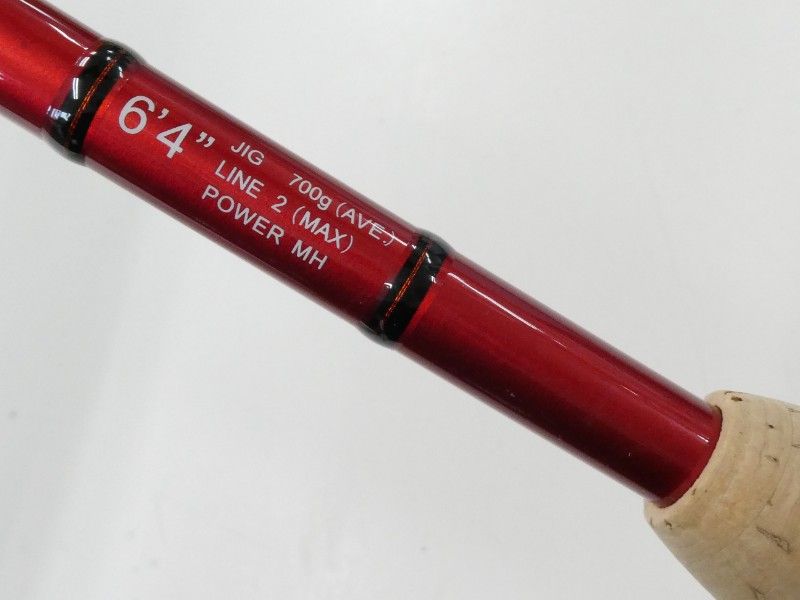 6'4"
JIG 700g (AVE.)
LINE 2 (MAX)
POWER MH